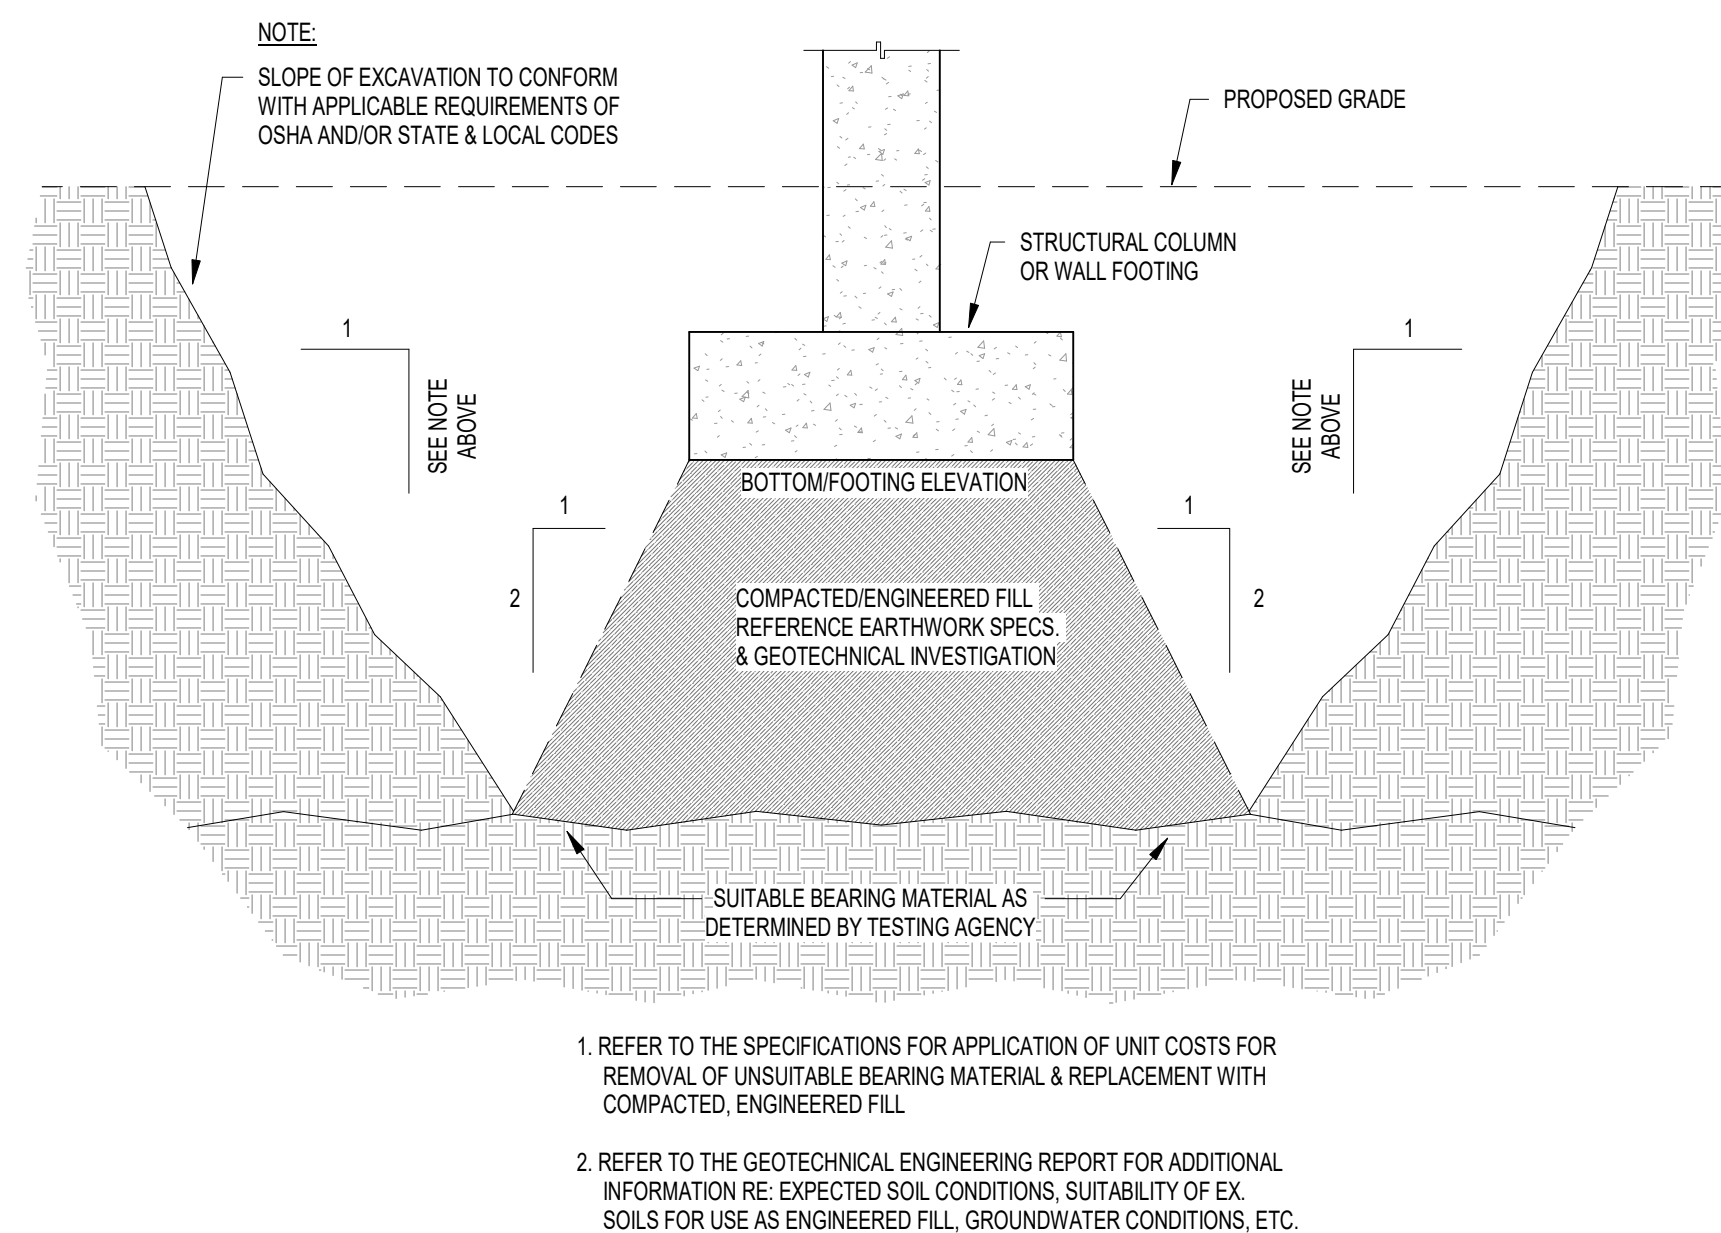 NOTE:
SLOPE OF EXCAVATION TO CONFORM
WITH APPLICABLE REQUIREMENTS OF
OSHA AND/OR STATE & LOCAL CODES
PROPOSED GRADE
STRUCTURAL COLUMN
OR WALL FOOTING
1
SEE NOTE
ABOVE
1
SEE NOTE
ABOVE
BOTTOM/FOOTING ELEVATION
1
2
1
2
COMPACTED/ENGINEERED FILL
REFERENCE EARTHWORK SPECS.
& GEOTECHNICAL INVESTIGATION
SUITABLE BEARING MATERIAL AS
DETERMINED BY TESTING AGENCY
1. REFER TO THE SPECIFICATIONS FOR APPLICATION OF UNIT COSTS FOR
REMOVAL OF UNSUITABLE BEARING MATERIAL & REPLACEMENT WITH
COMPACTED, ENGINEERED FILL
2. REFER TO THE GEOTECHNICAL ENGINEERING REPORT FOR ADDITIONAL
INFORMATION RE: EXPECTED SOIL CONDITIONS, SUITABILITY OF EX.
SOILS FOR USE AS ENGINEERED FILL, GROUNDWATER CONDITIONS, ETC.